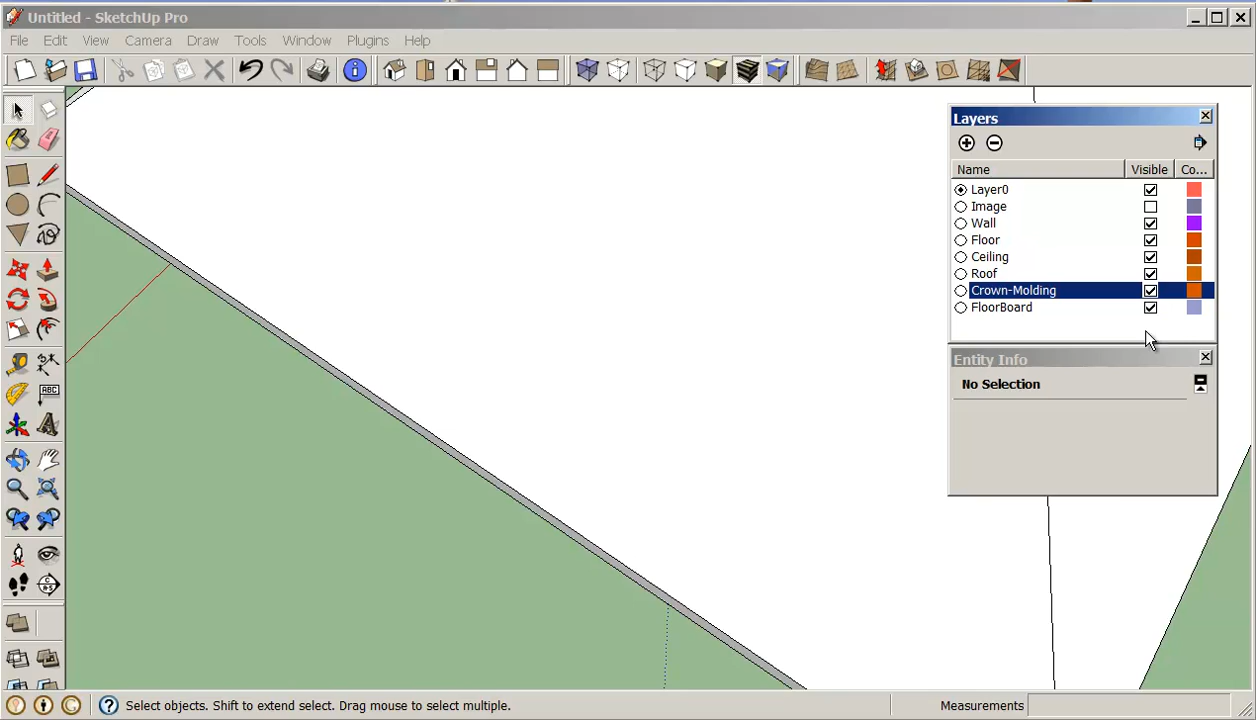 Untitled - SketchUp Pro
File Edit View Camera Draw Tools Window Plugins Help
Layers
Name Visible Co...
Layer0
Image
Wall
Floor
Ceiling
Roof
Crown-Molding
FloorBoard
Entity Info
No Selection
ABC
Select objects. Shift to extend select. Drag mouse to select multiple. Measurements